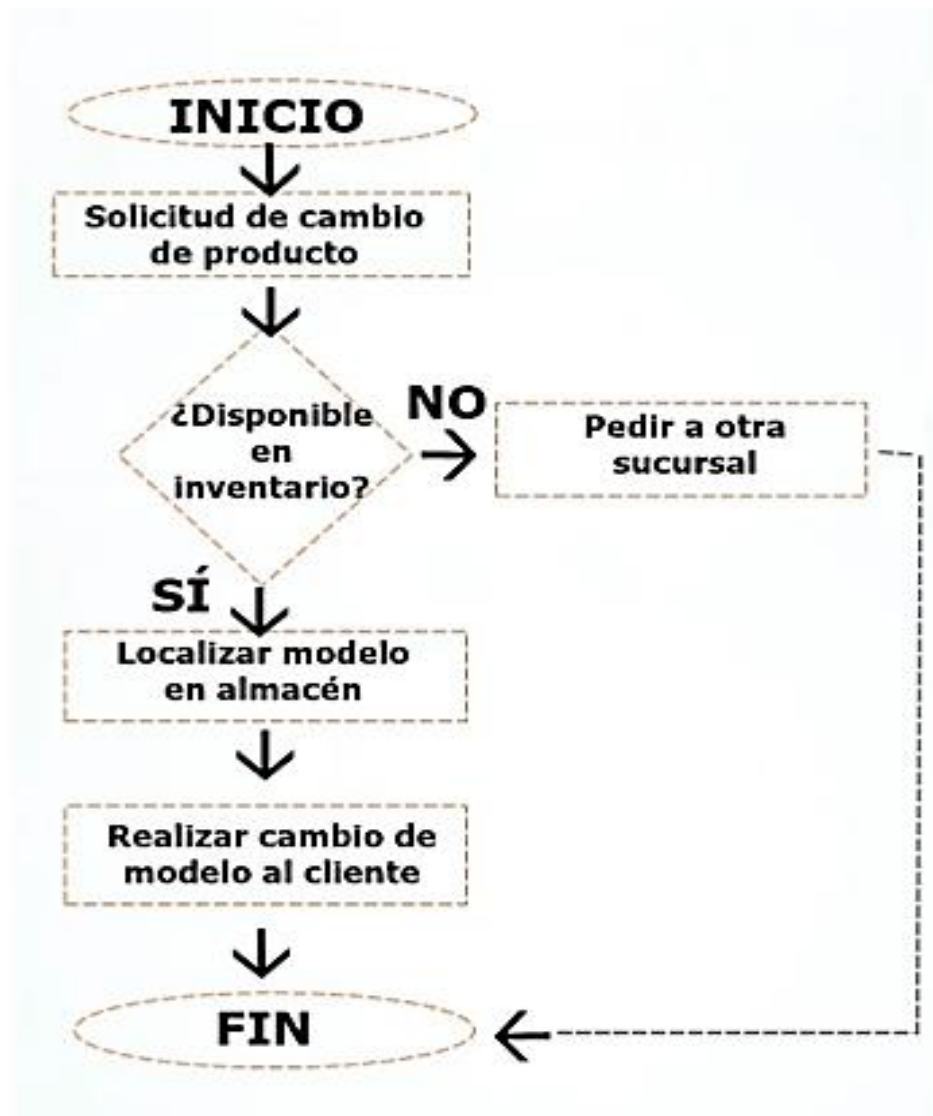 INICIO
Solicitud de cambio
de producto
¿Disponible
en
inventario?
NO
Pedir a otra
sucursal
SÍ
Localizar modelo
en almacén
Realizar cambio de
modelo al cliente
FIN